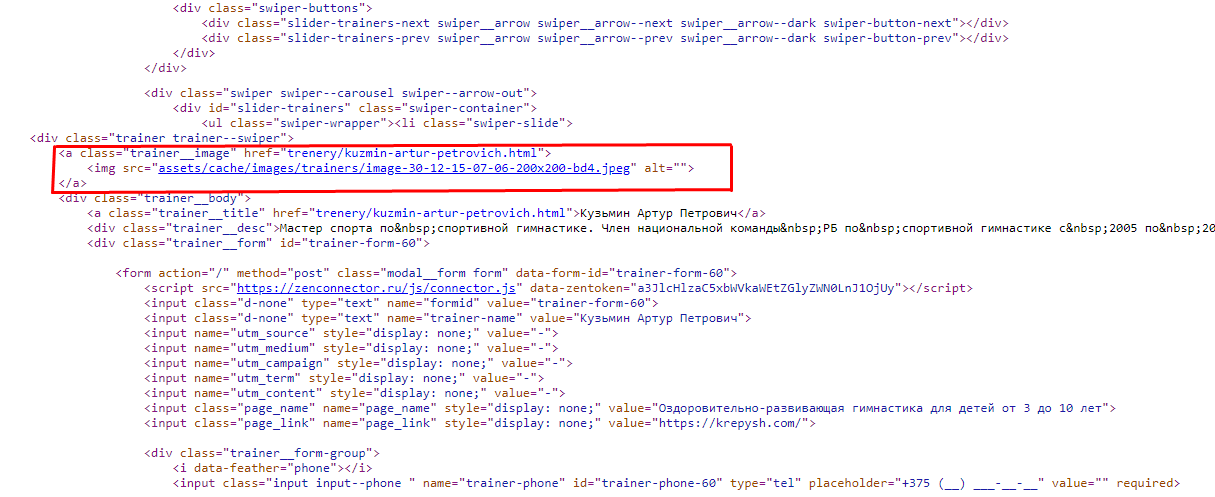 <div class="swiper-buttons">
<div class="slider-trainers-next swiper__arrow swiper__arrow--next swiper__arrow--dark swiper-button-next"></div>
<div class="slider-trainers-prev swiper__arrow swiper__arrow--prev swiper__arrow--dark swiper-button-prev"></div>
</div>
</div>
<div class="swiper swiper--carousel swiper--arrow-out">
<div id="slider-trainers" class="swiper-container">
<ul class="swiper-wrapper"><li class="swiper-slide">
<div class="trainer trainer--swiper">
<a class="trainer__image" href="trenery/kuzmin-artur-petrovich.html">
<img src="assets/cache/images/trainers/image-30-12-15-07-06-200x200-bd4.jpeg" alt="">
</a>
<div class="trainer__body">
<a class="trainer__title" href="trenery/kuzmin-artur-petrovich.html">Кузьмин Артур Петрович</a>
<div class="trainer__desc">Мастер спорта по&nbsp;спортивной гимнастике. Член национальной команды&nbsp;РБ по&nbsp;спортивной гимнастике с&nbsp;2005 по&nbsp;20
<div class="trainer__form" id="trainer-form-60">
<form action="/" method="post" class="modal__form form" data-form-id="trainer-form-60">
<script src="https://zenconnector.ru/js/connector.js" data-zentoken="a3JlcHlzaC5xbWVkaWEtZGlyZWN0LnJ1OjUy"></script>
<input class="d-none" type="text" name="formid" value="trainer-form-60">
<input class="d-none" type="text" name="trainer-name" value="Кузьмин Артур Петрович">
<input name="utm_source" style="display: none;" value="-">
<input name="utm_medium" style="display: none;" value="-">
<input name="utm_campaign" style="display: none;" value="-">
<input name="utm_term" style="display: none;" value="-">
<input name="utm_content" style="display: none;" value="-">
<input class="page_name" name="page_name" style="display: none;" value="Оздоровительно-развивающая гимнастика для детей от 3 до 10 лет">
<input class="page_link" name="page_link" style="display: none;" value="https://krepysh.com/">
<div class="trainer__form-group">
<i data-feather="phone"></i>
<input class="input input--phone " name="trainer-phone" id="trainer-phone-60" type="tel" placeholder="+375 (__) ___-__-__" value="" required>